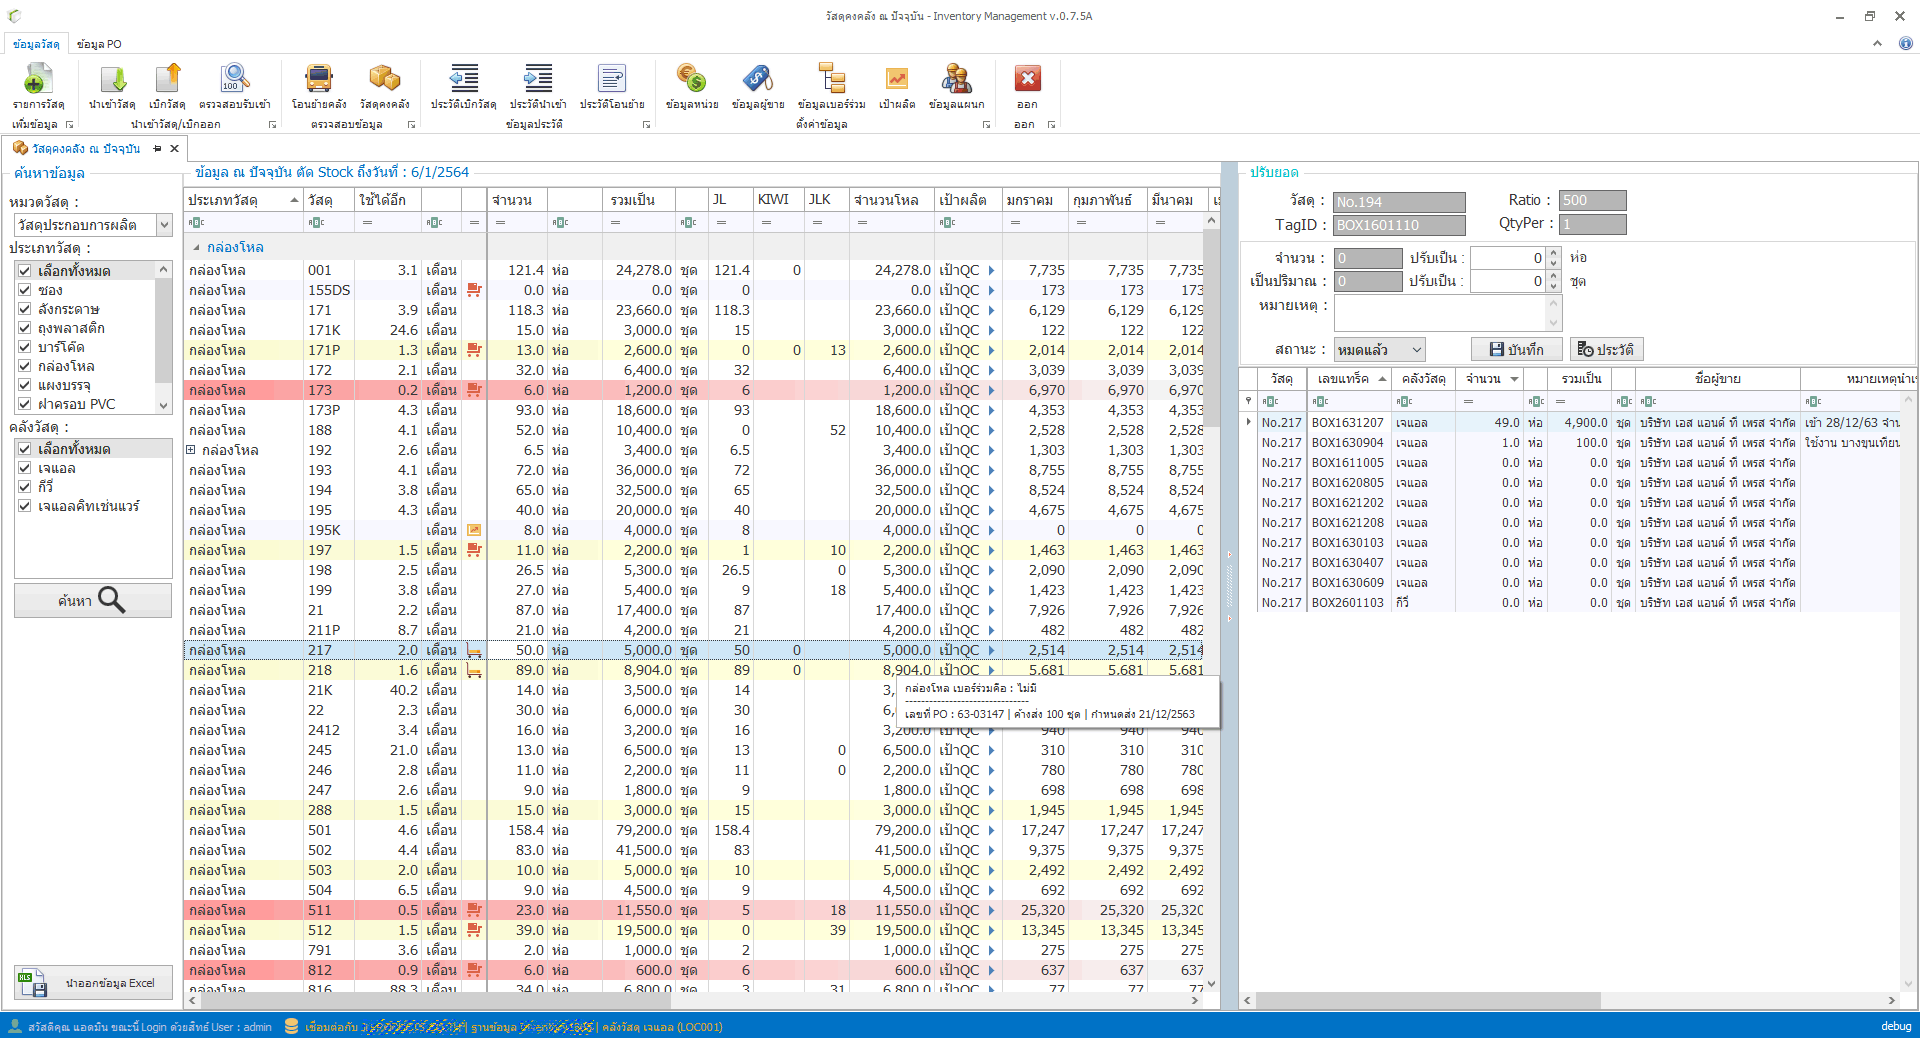 วัสดุคงคลัง ณ ปัจจุบัน - Inventory Management v.0.7.5A
ข้อมูลวัสดุ ข้อมูล PO
รายการวัสดุ นำเข้าวัสดุ เบิกวัสดุ ตรวจสอบรับเข้า โอนย้ายคลัง วัสดุคงคลัง ประวัติเบิกวัสดุ ประวัตินำเข้า ประวัติโอนย้าย ข้อมูลหน่วย ข้อมูลผู้ขาย ข้อมูลเบอร์ร่วม เป้าผลิต ข้อมูลแผนก ออก
เพิ่มข้อมูล นำเข้าวัสดุ/เบิกออก ตรวจสอบข้อมูล ข้อมูลประวัติ ตั้งค่าข้อมูล ออก
วัสดุคงคลัง ณ ปัจจุบัน
ค้นหาข้อมูล
หมวดวัสดุ :
วัสดุประกอบการผลิต
ประเภทวัสดุ :
เลือกทั้งหมด
ซอง
ลังกระดาษ
ถุงพลาสติก
บาร์โค๊ด
กล่องโหล
แผงบรรจุ
ฝาครอบ PVC
คลังวัสดุ :
เลือกทั้งหมด
เจแอล
กีวี่
เจแอลคิทเช่นแวร์
ค้นหา
นำออกข้อมูล Excel
ข้อมูล ณ ปัจจุบัน ตัด Stock ถึงวันที่ : 6/1/2564
ประเภทวัสดุ วัสดุ ใช้ได้อีก จำนวน รวมเป็น JL KIWI JLK จำนวนโหล เป้าผลิต มกราคม กุมภาพันธ์ มีนาคม
กล่องโหล
กล่องโหล 001 3.1 เดือน 121.4 ห่อ 24,278.0 ชุด 121.4 0 24,278.0 เป้าQC 7,735 7,735 7,735
กล่องโหล 155DS เดือน 0.0 ห่อ 0.0 ชุด 0 0.0 เป้าQC 173 173 173
กล่องโหล 171 3.9 เดือน 118.3 ห่อ 23,660.0 ชุด 118.3 23,660.0 เป้าQC 6,129 6,129 6,129
กล่องโหล 171K 24.6 เดือน 15.0 ห่อ 3,000.0 ชุด 15 3,000.0 เป้าQC 122 122 122
กล่องโหล 171P 1.3 เดือน 13.0 ห่อ 2,600.0 ชุด 0 0 13 2,600.0 เป้าQC 2,014 2,014 2,014
กล่องโหล 172 2.1 เดือน 32.0 ห่อ 6,400.0 ชุด 32 6,400.0 เป้าQC 3,039 3,039 3,039
กล่องโหล 173 0.2 เดือน 6.0 ห่อ 1,200.0 ชุด 6 1,200.0 เป้าQC 6,970 6,970 6,970
กล่องโหล 173P 4.3 เดือน 93.0 ห่อ 18,600.0 ชุด 93 18,600.0 เป้าQC 4,353 4,353 4,353
กล่องโหล 188 4.1 เดือน 52.0 ห่อ 10,400.0 ชุด 0 52 10,400.0 เป้าQC 2,528 2,528 2,528
กล่องโหล 192 2.6 เดือน 6.5 ห่อ 3,400.0 ชุด 6.5 3,400.0 เป้าQC 1,303 1,303 1,303
กล่องโหล 193 4.1 เดือน 72.0 ห่อ 36,000.0 ชุด 72 36,000.0 เป้าQC 8,755 8,755 8,755
กล่องโหล 194 3.8 เดือน 65.0 ห่อ 32,500.0 ชุด 65 32,500.0 เป้าQC 8,524 8,524 8,524
กล่องโหล 195 4.3 เดือน 40.0 ห่อ 20,000.0 ชุด 40 20,000.0 เป้าQC 4,675 4,675 4,675
กล่องโหล 195K เดือน 8.0 ห่อ 4,000.0 ชุด 8 4,000.0 เป้าQC 0 0 0
กล่องโหล 197 1.5 เดือน 11.0 ห่อ 2,200.0 ชุด 1 10 2,200.0 เป้าQC 1,463 1,463 1,463
กล่องโหล 198 2.5 เดือน 26.5 ห่อ 5,300.0 ชุด 26.5 0 5,300.0 เป้าQC 2,090 2,090 2,090
กล่องโหล 199 3.8 เดือน 27.0 ห่อ 5,400.0 ชุด 9 18 5,400.0 เป้าQC 1,423 1,423 1,423
กล่องโหล 21 2.2 เดือน 87.0 ห่อ 17,400.0 ชุด 87 17,400.0 เป้าQC 7,926 7,926 7,926
กล่องโหล 211P 8.7 เดือน 21.0 ห่อ 4,200.0 ชุด 21 4,200.0 เป้าQC 482 482 482
กล่องโหล 217 2.0 เดือน 50.0 ห่อ 5,000.0 ชุด 50 0 5,000.0 เป้าQC 2,514 2,514 2,514
กล่องโหล 218 1.6 เดือน 89.0 ห่อ 8,904.0 ชุด 89 0 8,904.0 เป้าQC 5,681 5,681 5,681
กล่องโหล 21K 40.2 เดือน 14.0 ห่อ 3,500.0 ชุด 14
กล่องโหล 22 2.3 เดือน 30.0 ห่อ 6,000.0 ชุด 30
กล่องโหล 2412 3.4 เดือน 16.0 ห่อ 3,200.0 ชุด 16 3,200.0 เป้าQC 940 940 940
กล่องโหล 245 21.0 เดือน 13.0 ห่อ 6,500.0 ชุด 13 0 6,500.0 เป้าQC 310 310 310
กล่องโหล 246 2.8 เดือน 11.0 ห่อ 2,200.0 ชุด 11 0 2,200.0 เป้าQC 780 780 780
กล่องโหล 247 2.6 เดือน 9.0 ห่อ 1,800.0 ชุด 9 1,800.0 เป้าQC 698 698 698
กล่องโหล 288 1.5 เดือน 15.0 ห่อ 3,000.0 ชุด 15 3,000.0 เป้าQC 1,945 1,945 1,945
กล่องโหล 501 4.6 เดือน 158.4 ห่อ 79,200.0 ชุด 158.4 79,200.0 เป้าQC 17,247 17,247 17,247
กล่องโหล 502 4.4 เดือน 83.0 ห่อ 41,500.0 ชุด 83 41,500.0 เป้าQC 9,375 9,375 9,375
กล่องโหล 503 2.0 เดือน 10.0 ห่อ 5,000.0 ชุด 10 5,000.0 เป้าQC 2,492 2,492 2,492
กล่องโหล 504 6.5 เดือน 9.0 ห่อ 4,500.0 ชุด 9 4,500.0 เป้าQC 692 692 692
กล่องโหล 511 0.5 เดือน 23.0 ห่อ 11,550.0 ชุด 5 18 11,550.0 เป้าQC 25,320 25,320 25,320
กล่องโหล 512 1.5 เดือน 39.0 ห่อ 19,500.0 ชุด 0 39 19,500.0 เป้าQC 13,345 13,345 13,345
กล่องโหล 791 3.6 เดือน 2.0 ห่อ 1,000.0 ชุด 2 1,000.0 เป้าQC 275 275 275
กล่องโหล 812 0.9 เดือน 6.0 ห่อ 600.0 ชุด 6 600.0 เป้าQC 637 637 637
กล่องโหล 816 88.3 เดือน 34.0 ห่อ 6,800.0 ชุด 3 31 6,800.0 เป้าQC 77 77 77
กล่องโหล เบอร์ร่วมคือ : ไม่มี
-------------------------------
เลขที่ PO : 63-03147 | ค้างส่ง 100 ชุด | กำหนดส่ง 21/12/2563
ปรับยอด
วัสดุ : No.194 Ratio : 500
TagID : BOX1601110 QtyPer : 1
จำนวน : 0 ปรับเป็น : 0 ห่อ
เป็นปริมาณ : 0 ปรับเป็น : 0 ชุด
หมายเหตุ :
สถานะ : หมดแล้ว บันทึก ประวัติ
วัสดุ เลขแทร็ค คลังวัสดุ จำนวน รวมเป็น ชื่อผู้ขาย หมายเหตุนำเข้
No.217 BOX1631207 เจแอล 49.0 ห่อ 4,900.0 ชุด บริษัท เอส แอนด์ ที เพรส จำกัด เข้า 28/12/63 จำน
No.217 BOX1630904 เจแอล 1.0 ห่อ 100.0 ชุด บริษัท เอส แอนด์ ที เพรส จำกัด ใช้งาน บางขุนเทียน
No.217 BOX1611005 เจแอล 0.0 ห่อ 0.0 ชุด บริษัท เอส แอนด์ ที เพรส จำกัด
No.217 BOX1620805 เจแอล 0.0 ห่อ 0.0 ชุด บริษัท เอส แอนด์ ที เพรส จำกัด
No.217 BOX1621202 เจแอล 0.0 ห่อ 0.0 ชุด บริษัท เอส แอนด์ ที เพรส จำกัด
No.217 BOX1621208 เจแอล 0.0 ห่อ 0.0 ชุด บริษัท เอส แอนด์ ที เพรส จำกัด
No.217 BOX1630103 เจแอล 0.0 ห่อ 0.0 ชุด บริษัท เอส แอนด์ ที เพรส จำกัด
No.217 BOX1630407 เจแอล 0.0 ห่อ 0.0 ชุด บริษัท เอส แอนด์ ที เพรส จำกัด
No.217 BOX1630609 เจแอล 0.0 ห่อ 0.0 ชุด บริษัท เอส แอนด์ ที เพรส จำกัด
No.217 BOX2601103 กีวี่ 0.0 ห่อ 0.0 ชุด บริษัท เอส แอนด์ ที เพรส จำกัด
สวัสดีคุณ แอดมิน ขณะนี้ Login ด้วยสิทธ์ User : admin เชื่อมต่อกับ | ฐานข้อมูล | คลังวัสดุ เจแอล (LOC001) debug